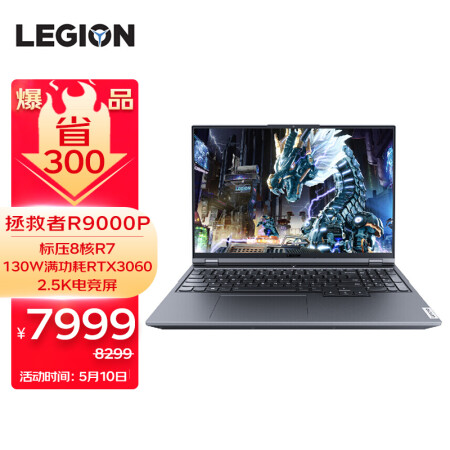 LEGION
爆品
省
300
拯救者R9000P
标压8核R7
130W满功耗RTX3060
2.5K电竞屏
¥7999
8299
活动时间：5月10日